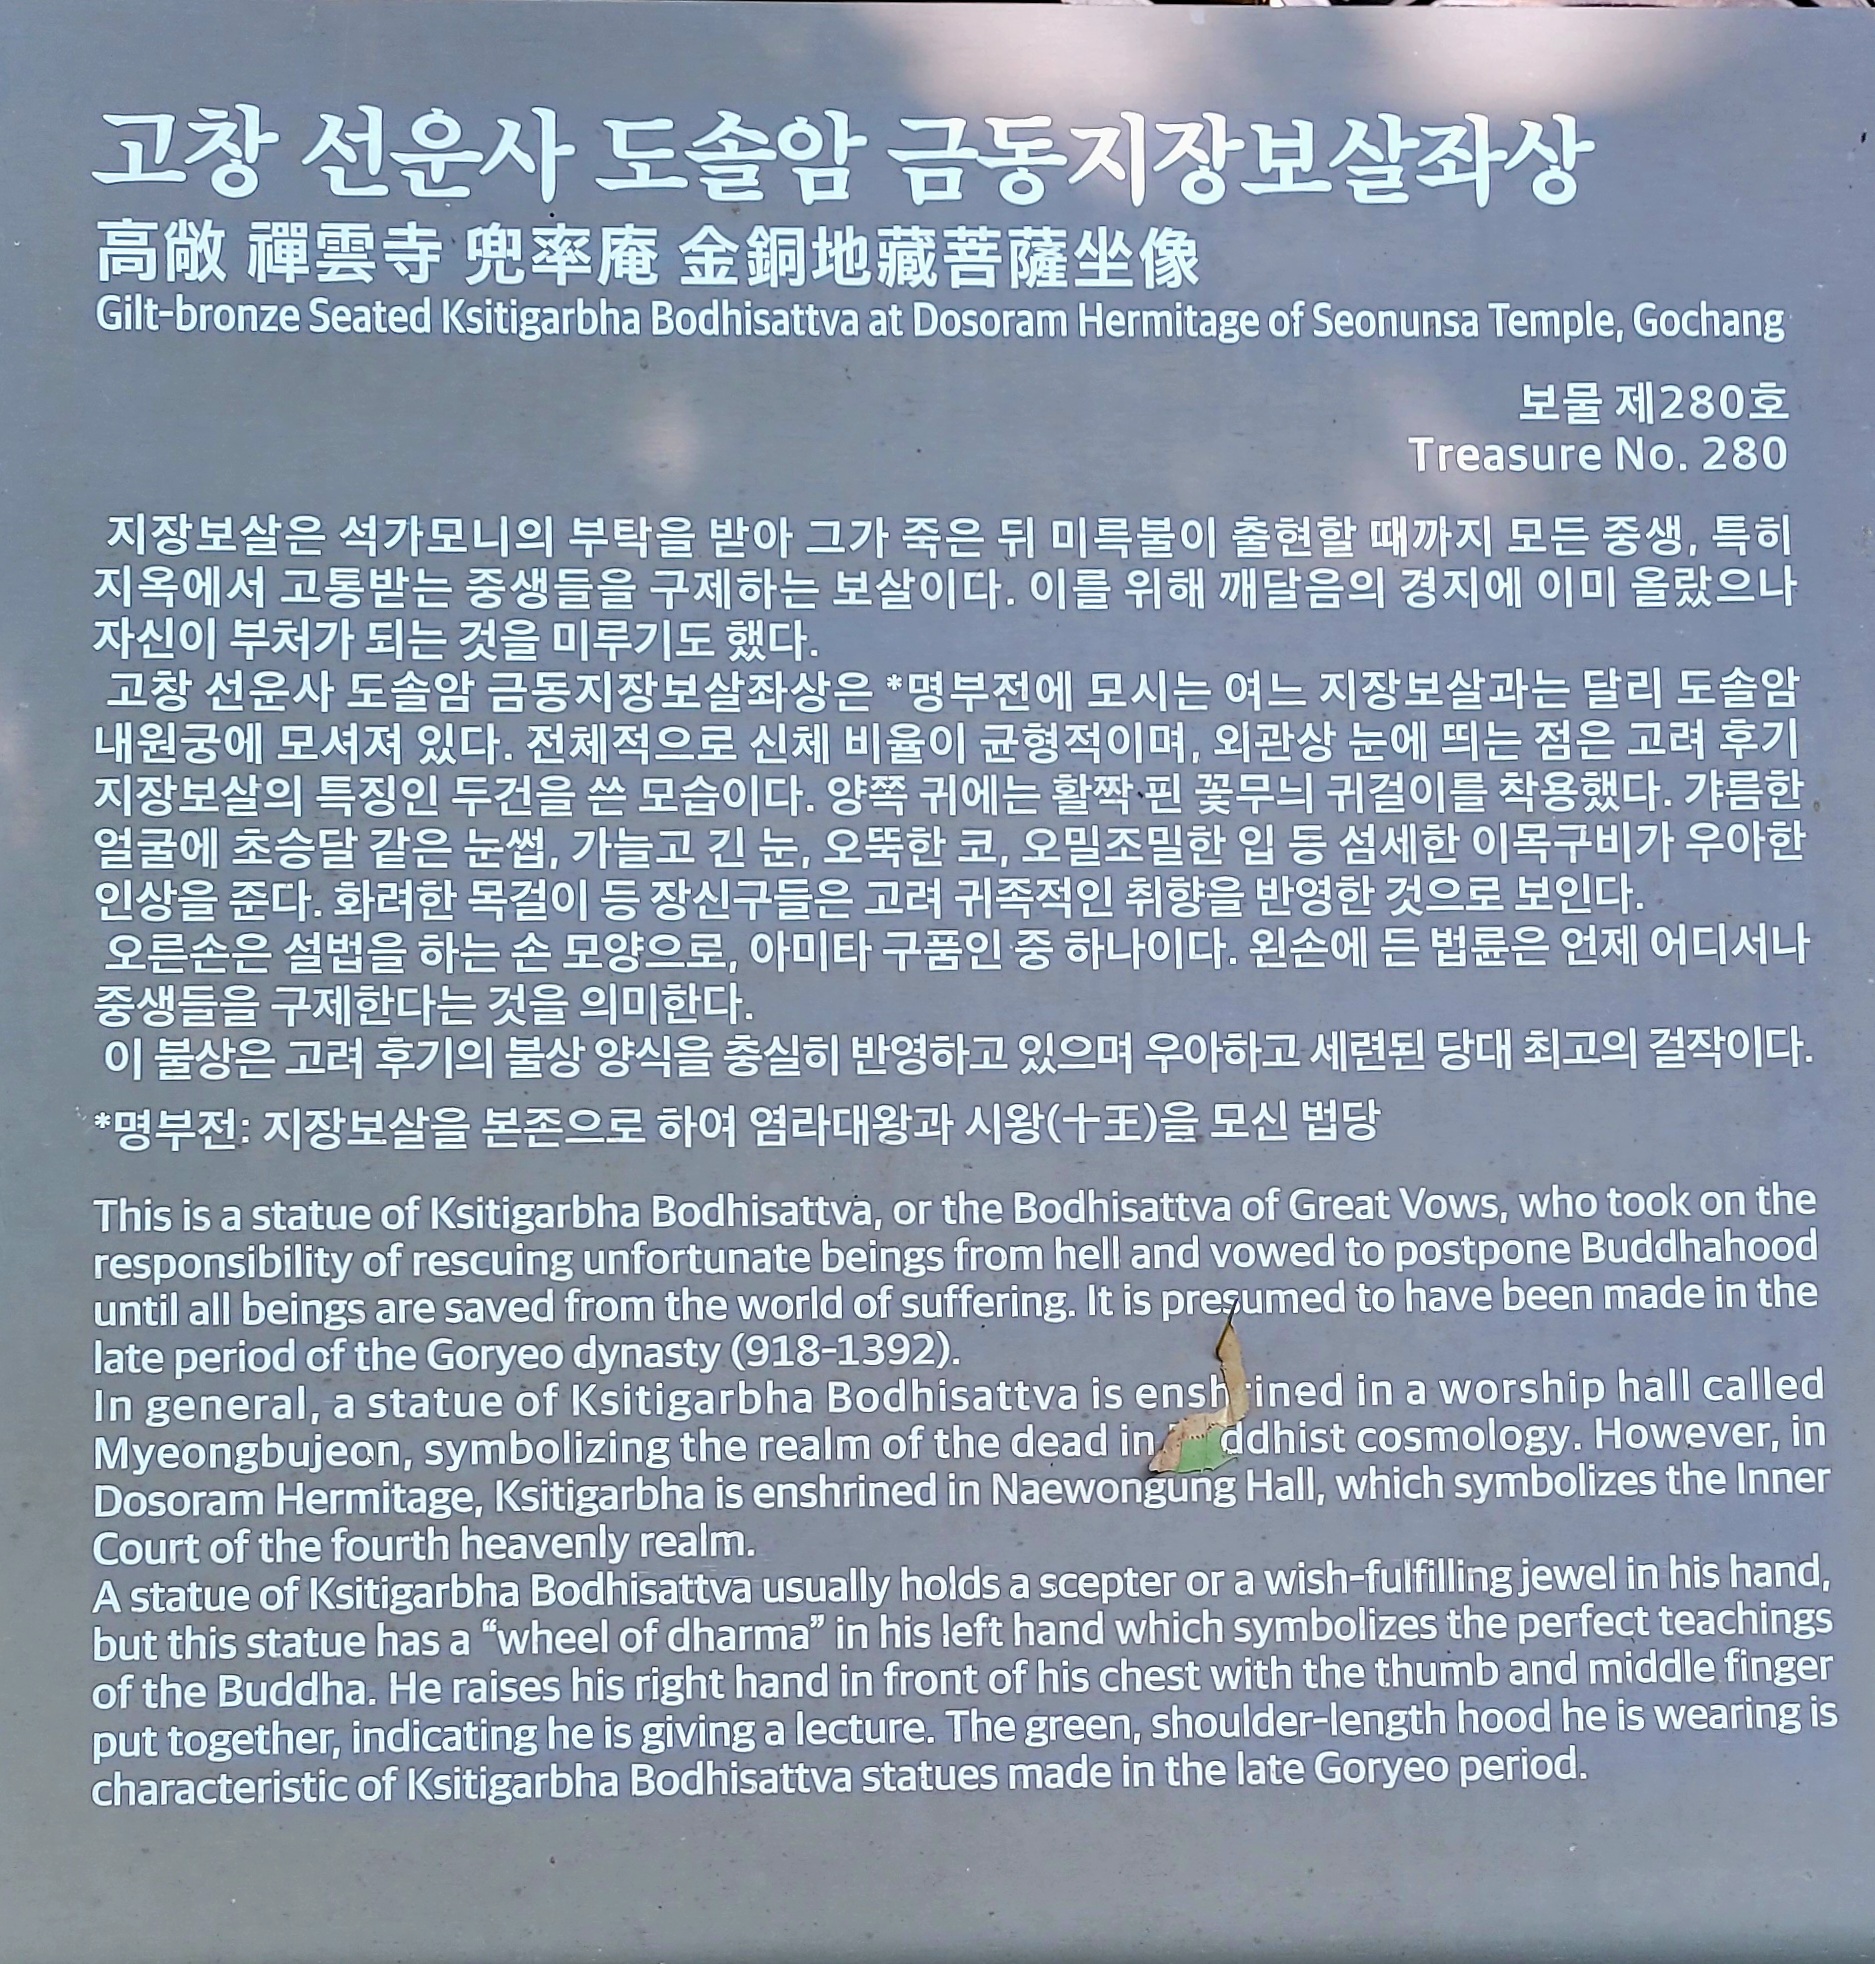 고창 선운사 도솔암 금동지장보살좌상
高敞 禪雲寺 兜率庵 金銅地藏菩薩坐像
Gilt-bronze Seated Ksitigarbha Bodhisattva at Dosoram Hermitage of Seonunsa Temple, Gochang
보물 제280호
Treasure No. 280
지장보살은 석가모니의 부탁을 받아 그가 죽은 뒤 미륵불이 출현할 때까지 모든 중생, 특히
지옥에서 고통받는 중생들을 구제하는 보살이다. 이를 위해 깨달음의 경지에 이미 올랐으나
자신이 부처가 되는 것을 미루기도 했다.
고창 선운사 도솔암 금동지장보살좌상은 *명부전에 모시는 여느 지장보살과는 달리 도솔암
내원궁에 모셔져 있다. 전체적으로 신체 비율이 균형적이며, 외관상 눈에 띄는 점은 고려 후기
지장보살의 특징인 두건을 쓴 모습이다. 양쪽 귀에는 활짝 핀 꽃무늬 귀걸이를 착용했다. 갸름한
얼굴에 초승달 같은 눈썹, 가늘고 긴 눈, 오뚝한 코, 오밀조밀한 입 등 섬세한 이목구비가 우아한
인상을 준다. 화려한 목걸이 등 장신구들은 고려 귀족적인 취향을 반영한 것으로 보인다.
오른손은 설법을 하는 손 모양으로, 아미타 구품인 중 하나이다. 왼손에 든 법륜은 언제 어디서나
중생들을 구제한다는 것을 의미한다.
이 불상은 고려 후기의 불상 양식을 충실히 반영하고 있으며 우아하고 세련된 당대 최고의 걸작이다.
*명부전: 지장보살을 본존으로 하여 염라대왕과 시왕(十王)을 모신 법당
This is a statue of Ksitigarbha Bodhisattva, or the Bodhisattva of Great Vows, who took on the
responsibility of rescuing unfortunate beings from hell and vowed to postpone Buddhahood
until all beings are saved from the world of suffering. It is presumed to have been made in the
late period of the Goryeo dynasty (918-1392).
In general, a statue of Ksitigarbha Bodhisattva is enshrined in a worship hall called
Myeongbujeon, symbolizing the realm of the dead in ddhist cosmology. However, in
Dosoram Hermitage, Ksitigarbha is enshrined in Naewongung Hall, which symbolizes the Inner
Court of the fourth heavenly realm.
A statue of Ksitigarbha Bodhisattva usually holds a scepter or a wish-fulfilling jewel in his hand,
but this statue has a “wheel of dharma” in his left hand which symbolizes the perfect teachings
of the Buddha. He raises his right hand in front of his chest with the thumb and middle finger
put together, indicating he is giving a lecture. The green, shoulder-length hood he is wearing is
characteristic of Ksitigarbha Bodhisattva statues made in the late Goryeo period.